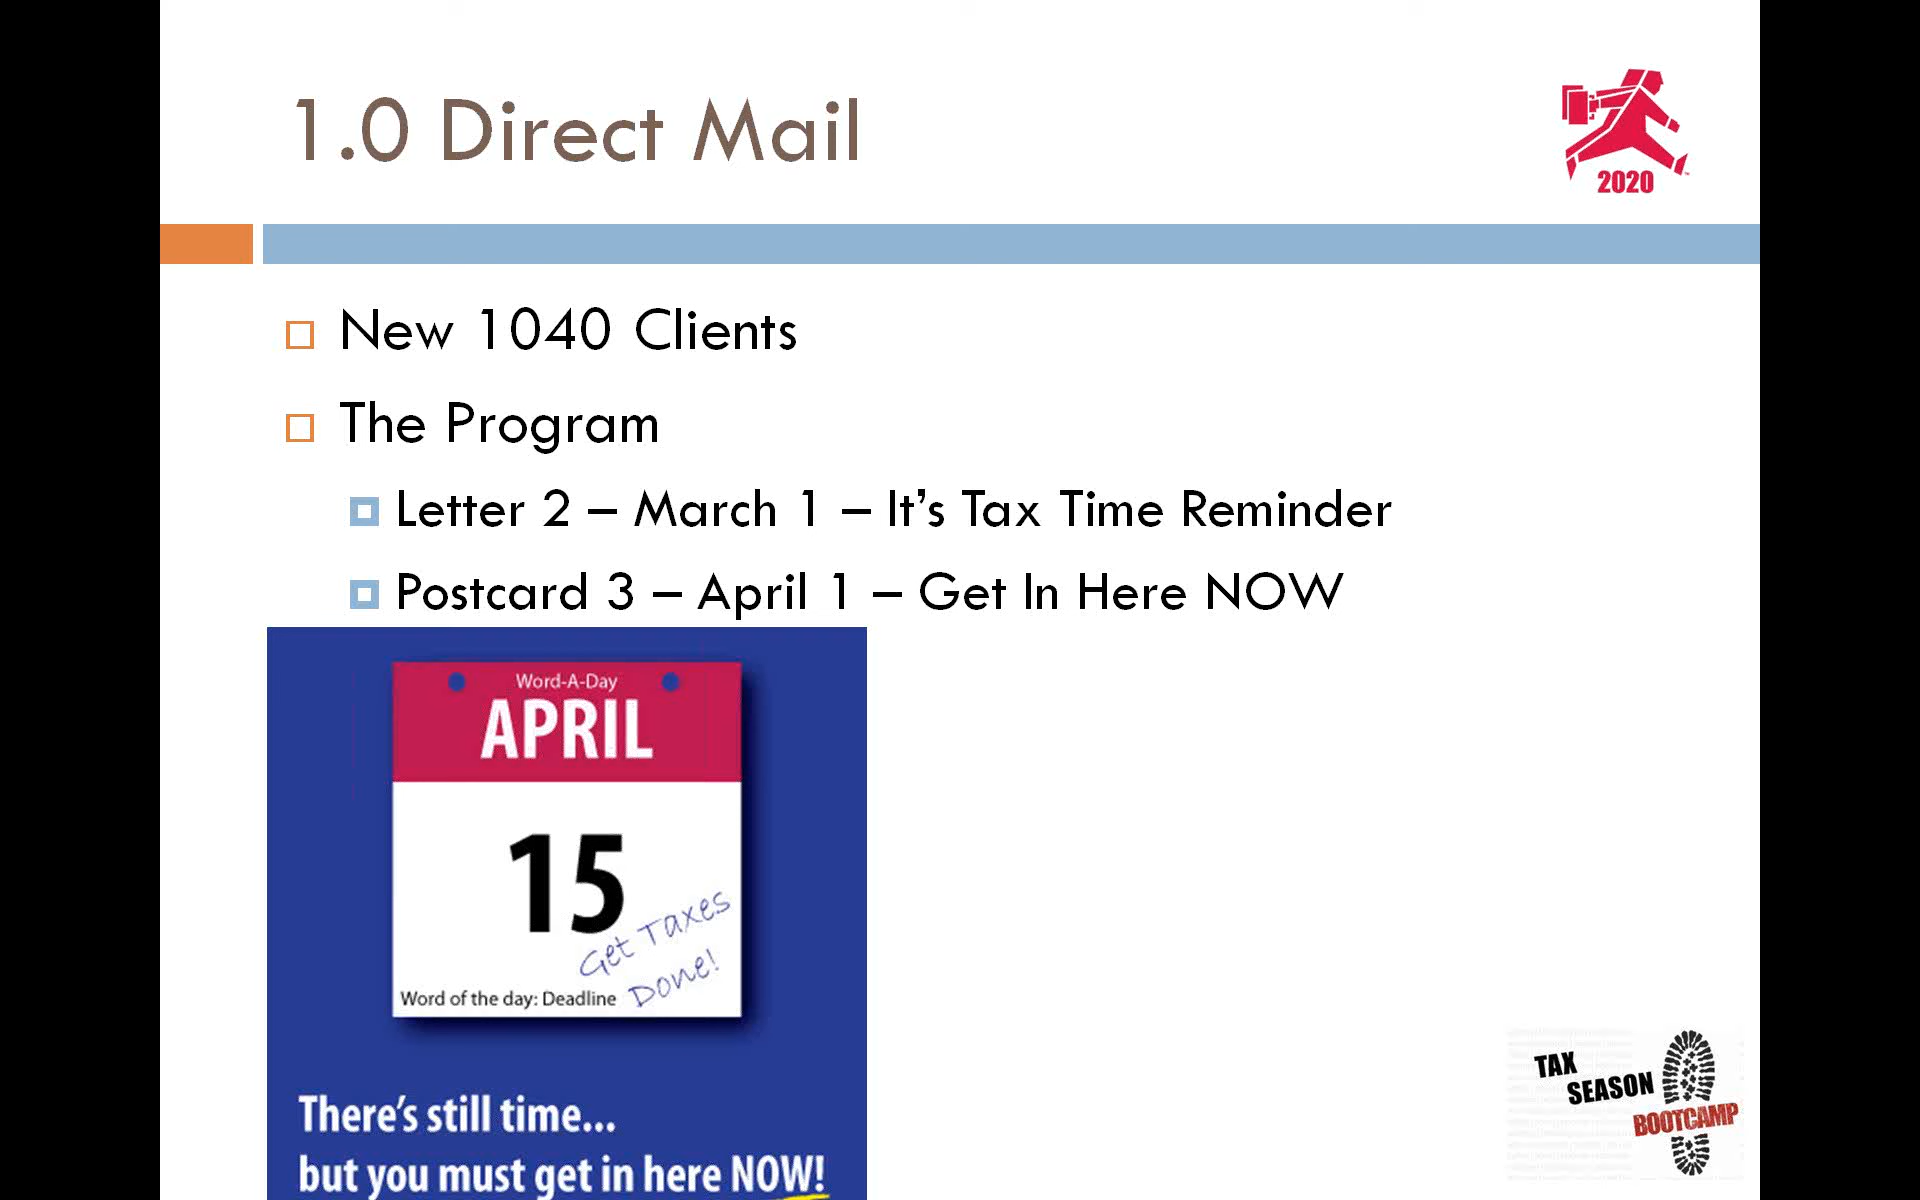 1.0 Direct Mail
2020
New 1040 Clients
The Program
Letter 2 – March 1 – It’s Tax Time Reminder
Postcard 3 – April 1 – Get In Here NOW
Word-A-Day
APRIL
15
Get Taxes
Done!
Word of the day: Deadline
There’s still time...
but you must get in here NOW!
TAX
SEASON
BOOTCAMP